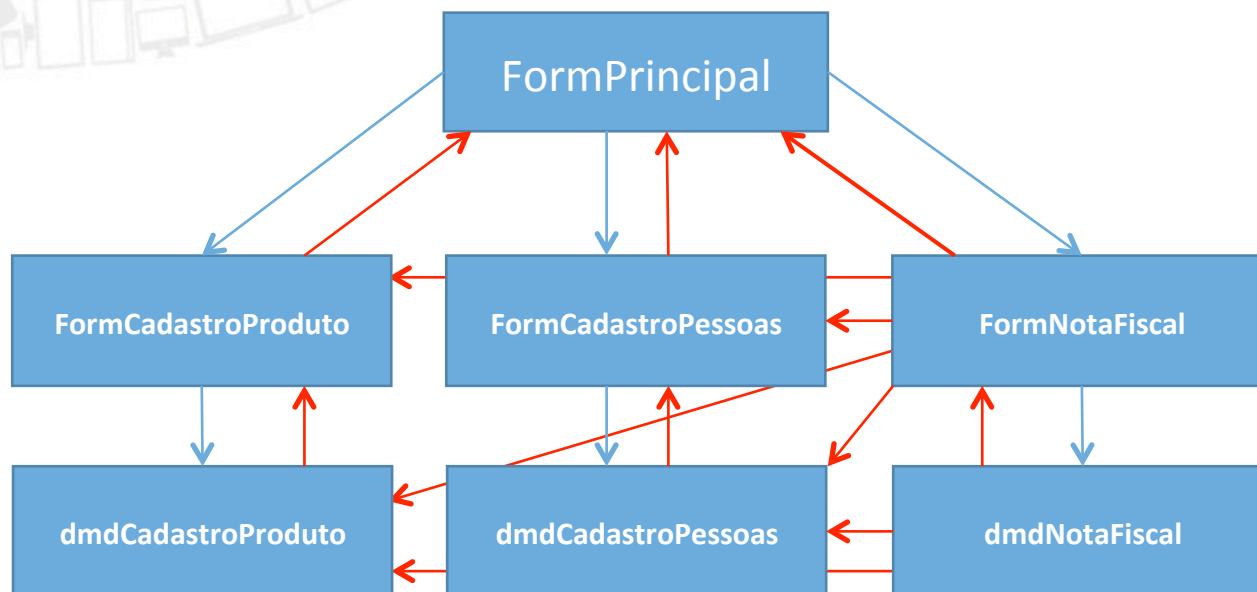 FormPrincipal
FormCadastroProduto
FormCadastroPessoas
FormNotaFiscal
dmdCadastroProduto
dmdCadastroPessoas
dmdNotaFiscal